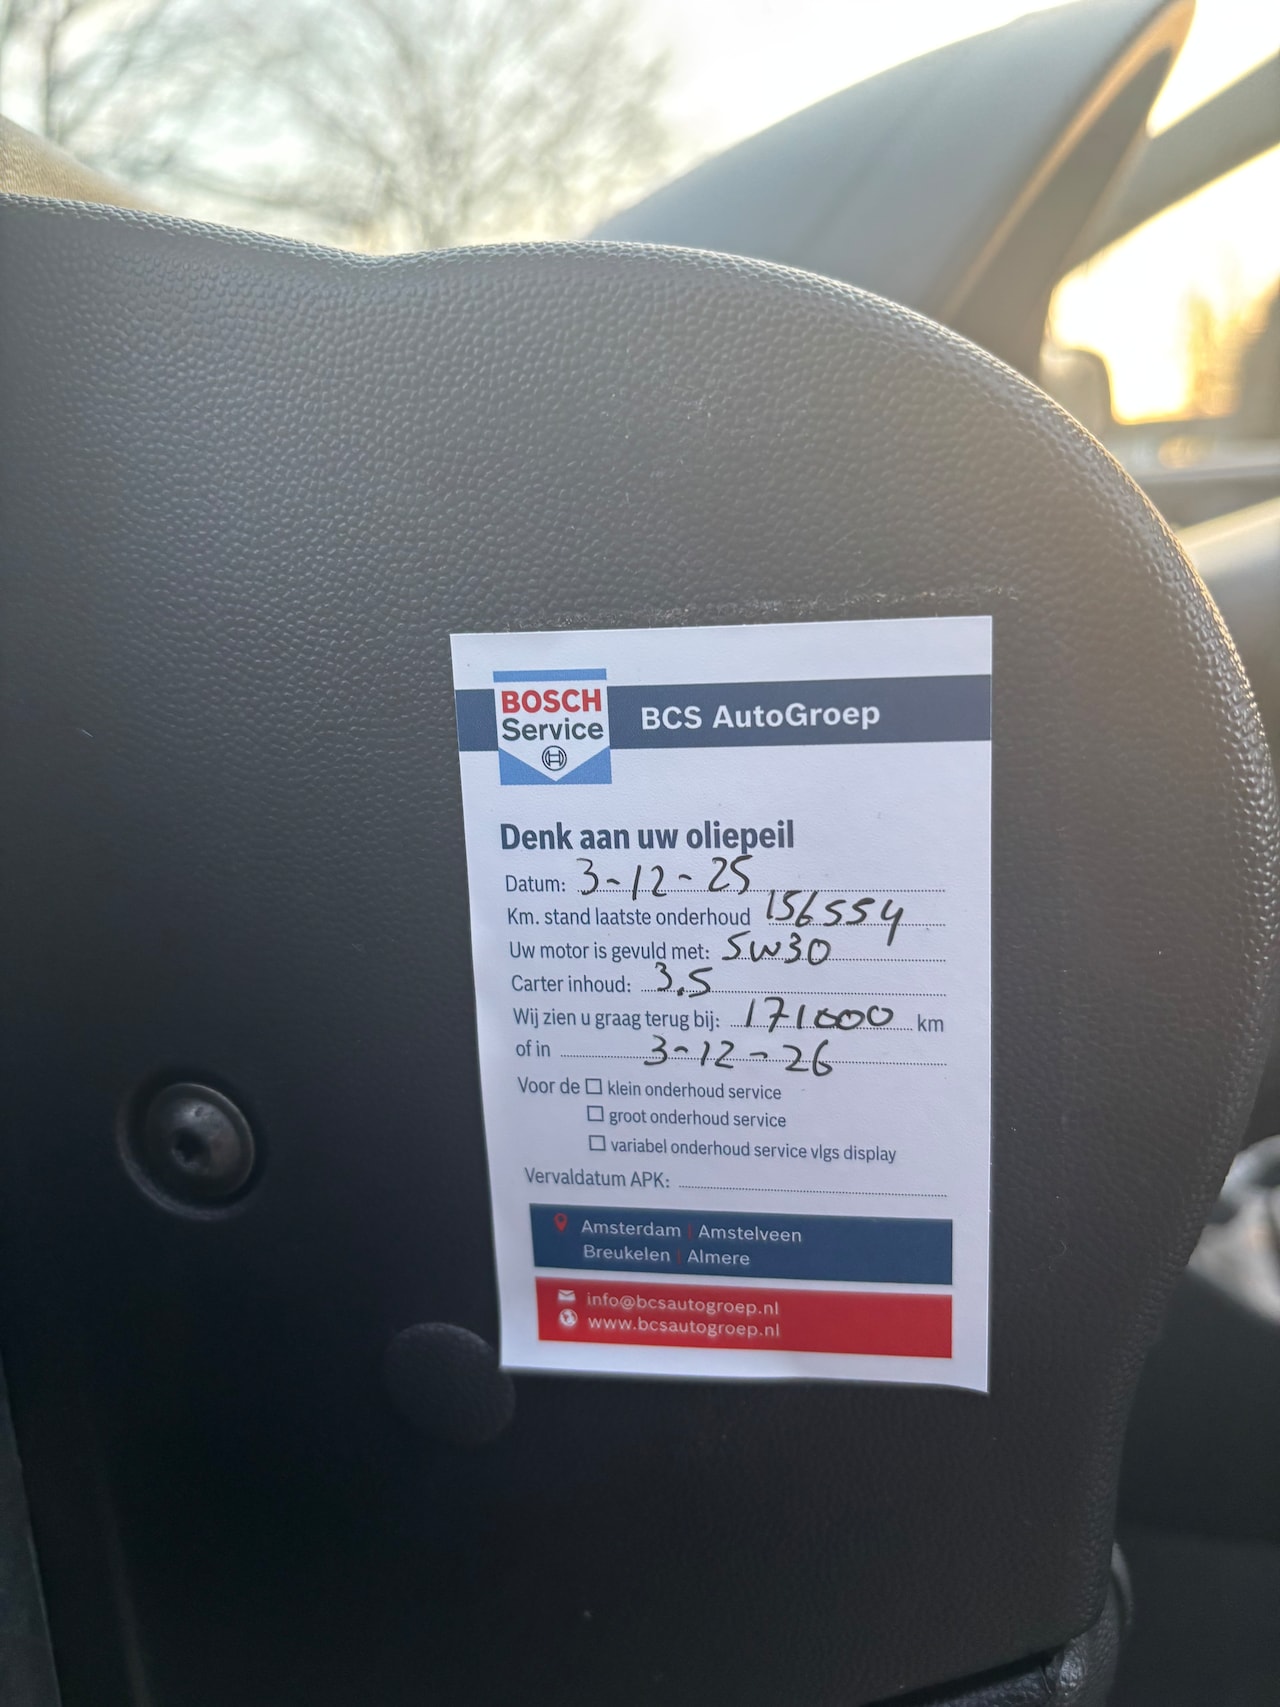 BOSCH
Service
BCS AutoGroep
Denk aan uw oliepeil
Datum: 3-12-25
Km. stand laatste onderhoud 156554
Uw motor is gevuld met: 5W30
Carter inhoud: 3.5
Wij zien u graag terug bij: 171000 km
of in 3-12-26
Voor de ☐ klein onderhoud service
☐ groot onderhoud service
☐ variabel onderhoud service vlgs display
Vervaldatum APK:
Amsterdam | Amstelveen
Breukelen | Almere
info@bcsautogroep.nl
www.bcsautogroep.nl